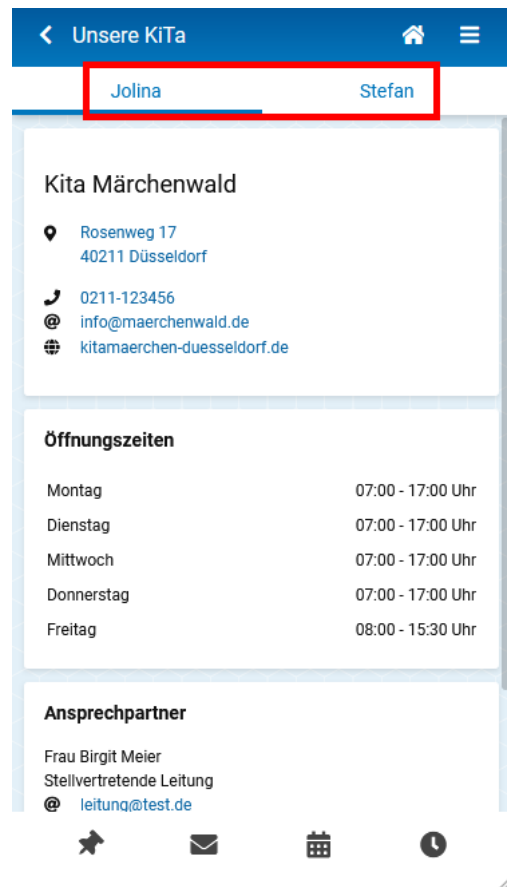 Unsere KiTa
Jolina Stefan
Kita Märchenwald
Rosenweg 17
40211 Düsseldorf
0211-123456
@ info@maerchenwald.de
kitamaerchen-duesseldorf.de
Öffnungszeiten
Montag 07:00 - 17:00 Uhr
Dienstag 07:00 - 17:00 Uhr
Mittwoch 07:00 - 17:00 Uhr
Donnerstag 07:00 - 17:00 Uhr
Freitag 08:00 - 15:30 Uhr
Ansprechpartner
Frau Birgit Meier
Stellvertretende Leitung
@ leitung@test.de